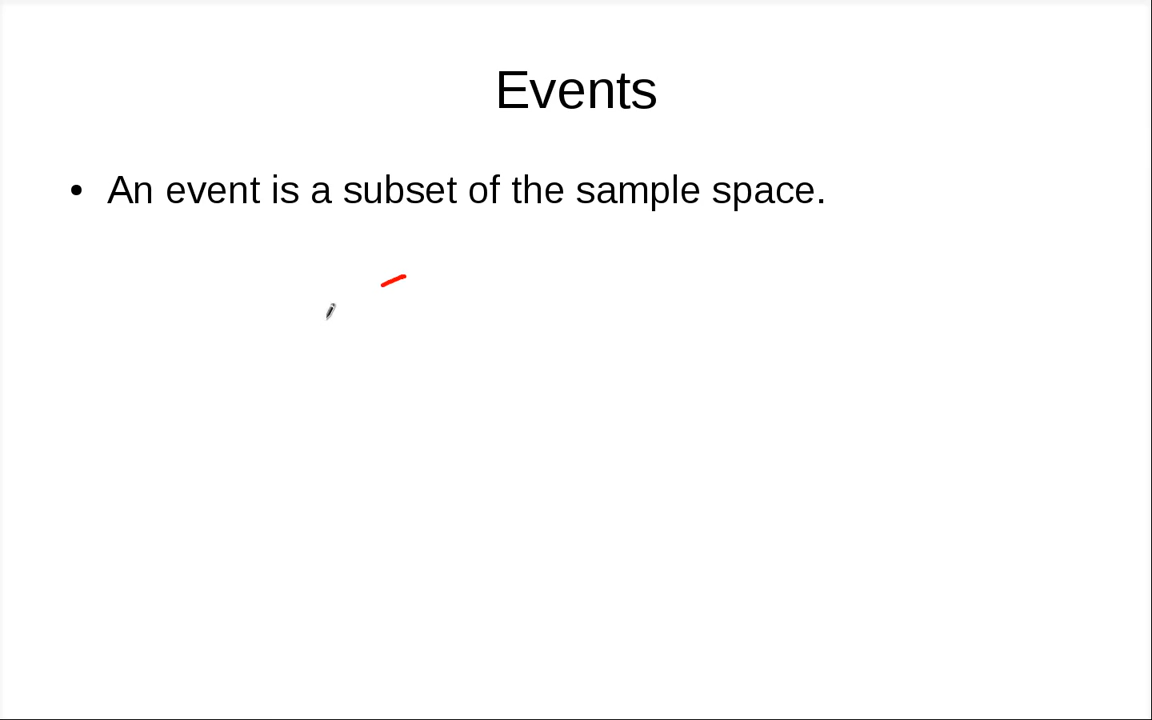 Events
• An event is a subset of the sample space.